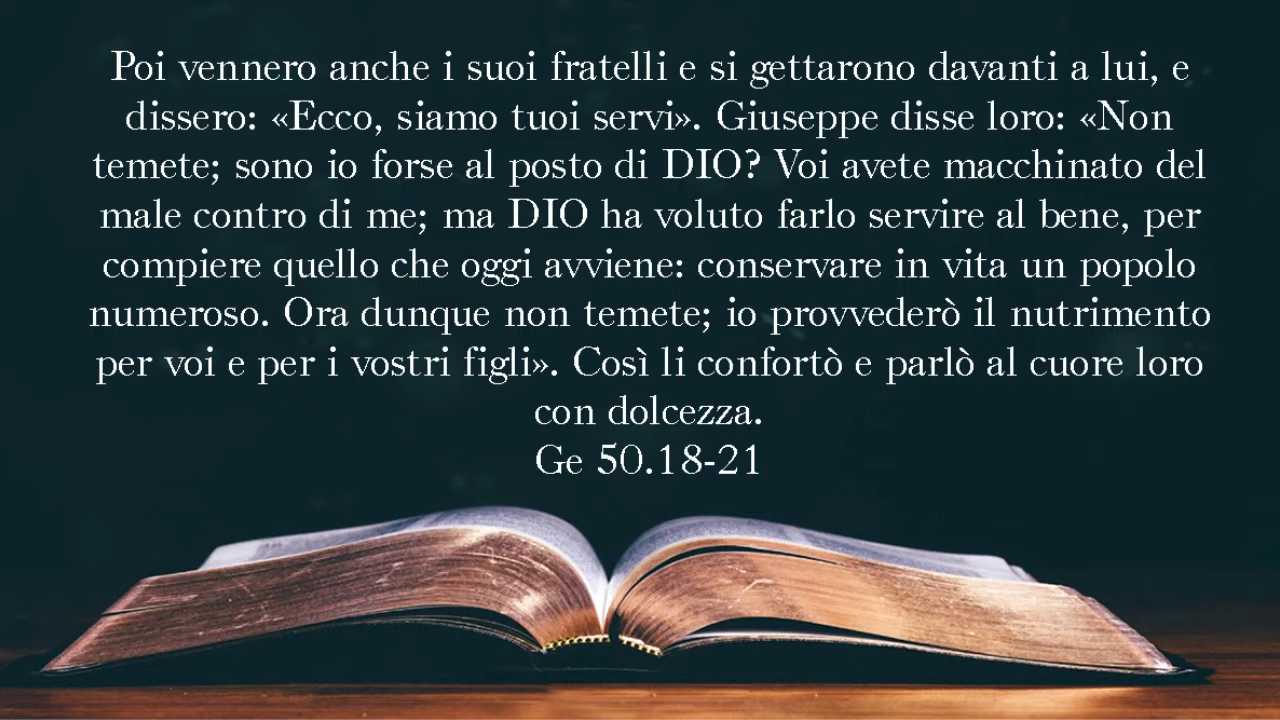 Poi vennero anche i suoi fratelli e si gettarono davanti a lui, e
dissero: «Ecco, siamo tuoi servi». Giuseppe disse loro: «Non
temete; sono io forse al posto di DIO? Voi avete macchinato del
male contro di me; ma DIO ha voluto farlo servire al bene, per
compiere quello che oggi avviene: conservare in vita un popolo
numeroso. Ora dunque non temete; io provvederò il nutrimento
per voi e per i vostri figli». Così li confortò e parlò al cuore loro
con dolcezza.
Ge 50.18-21